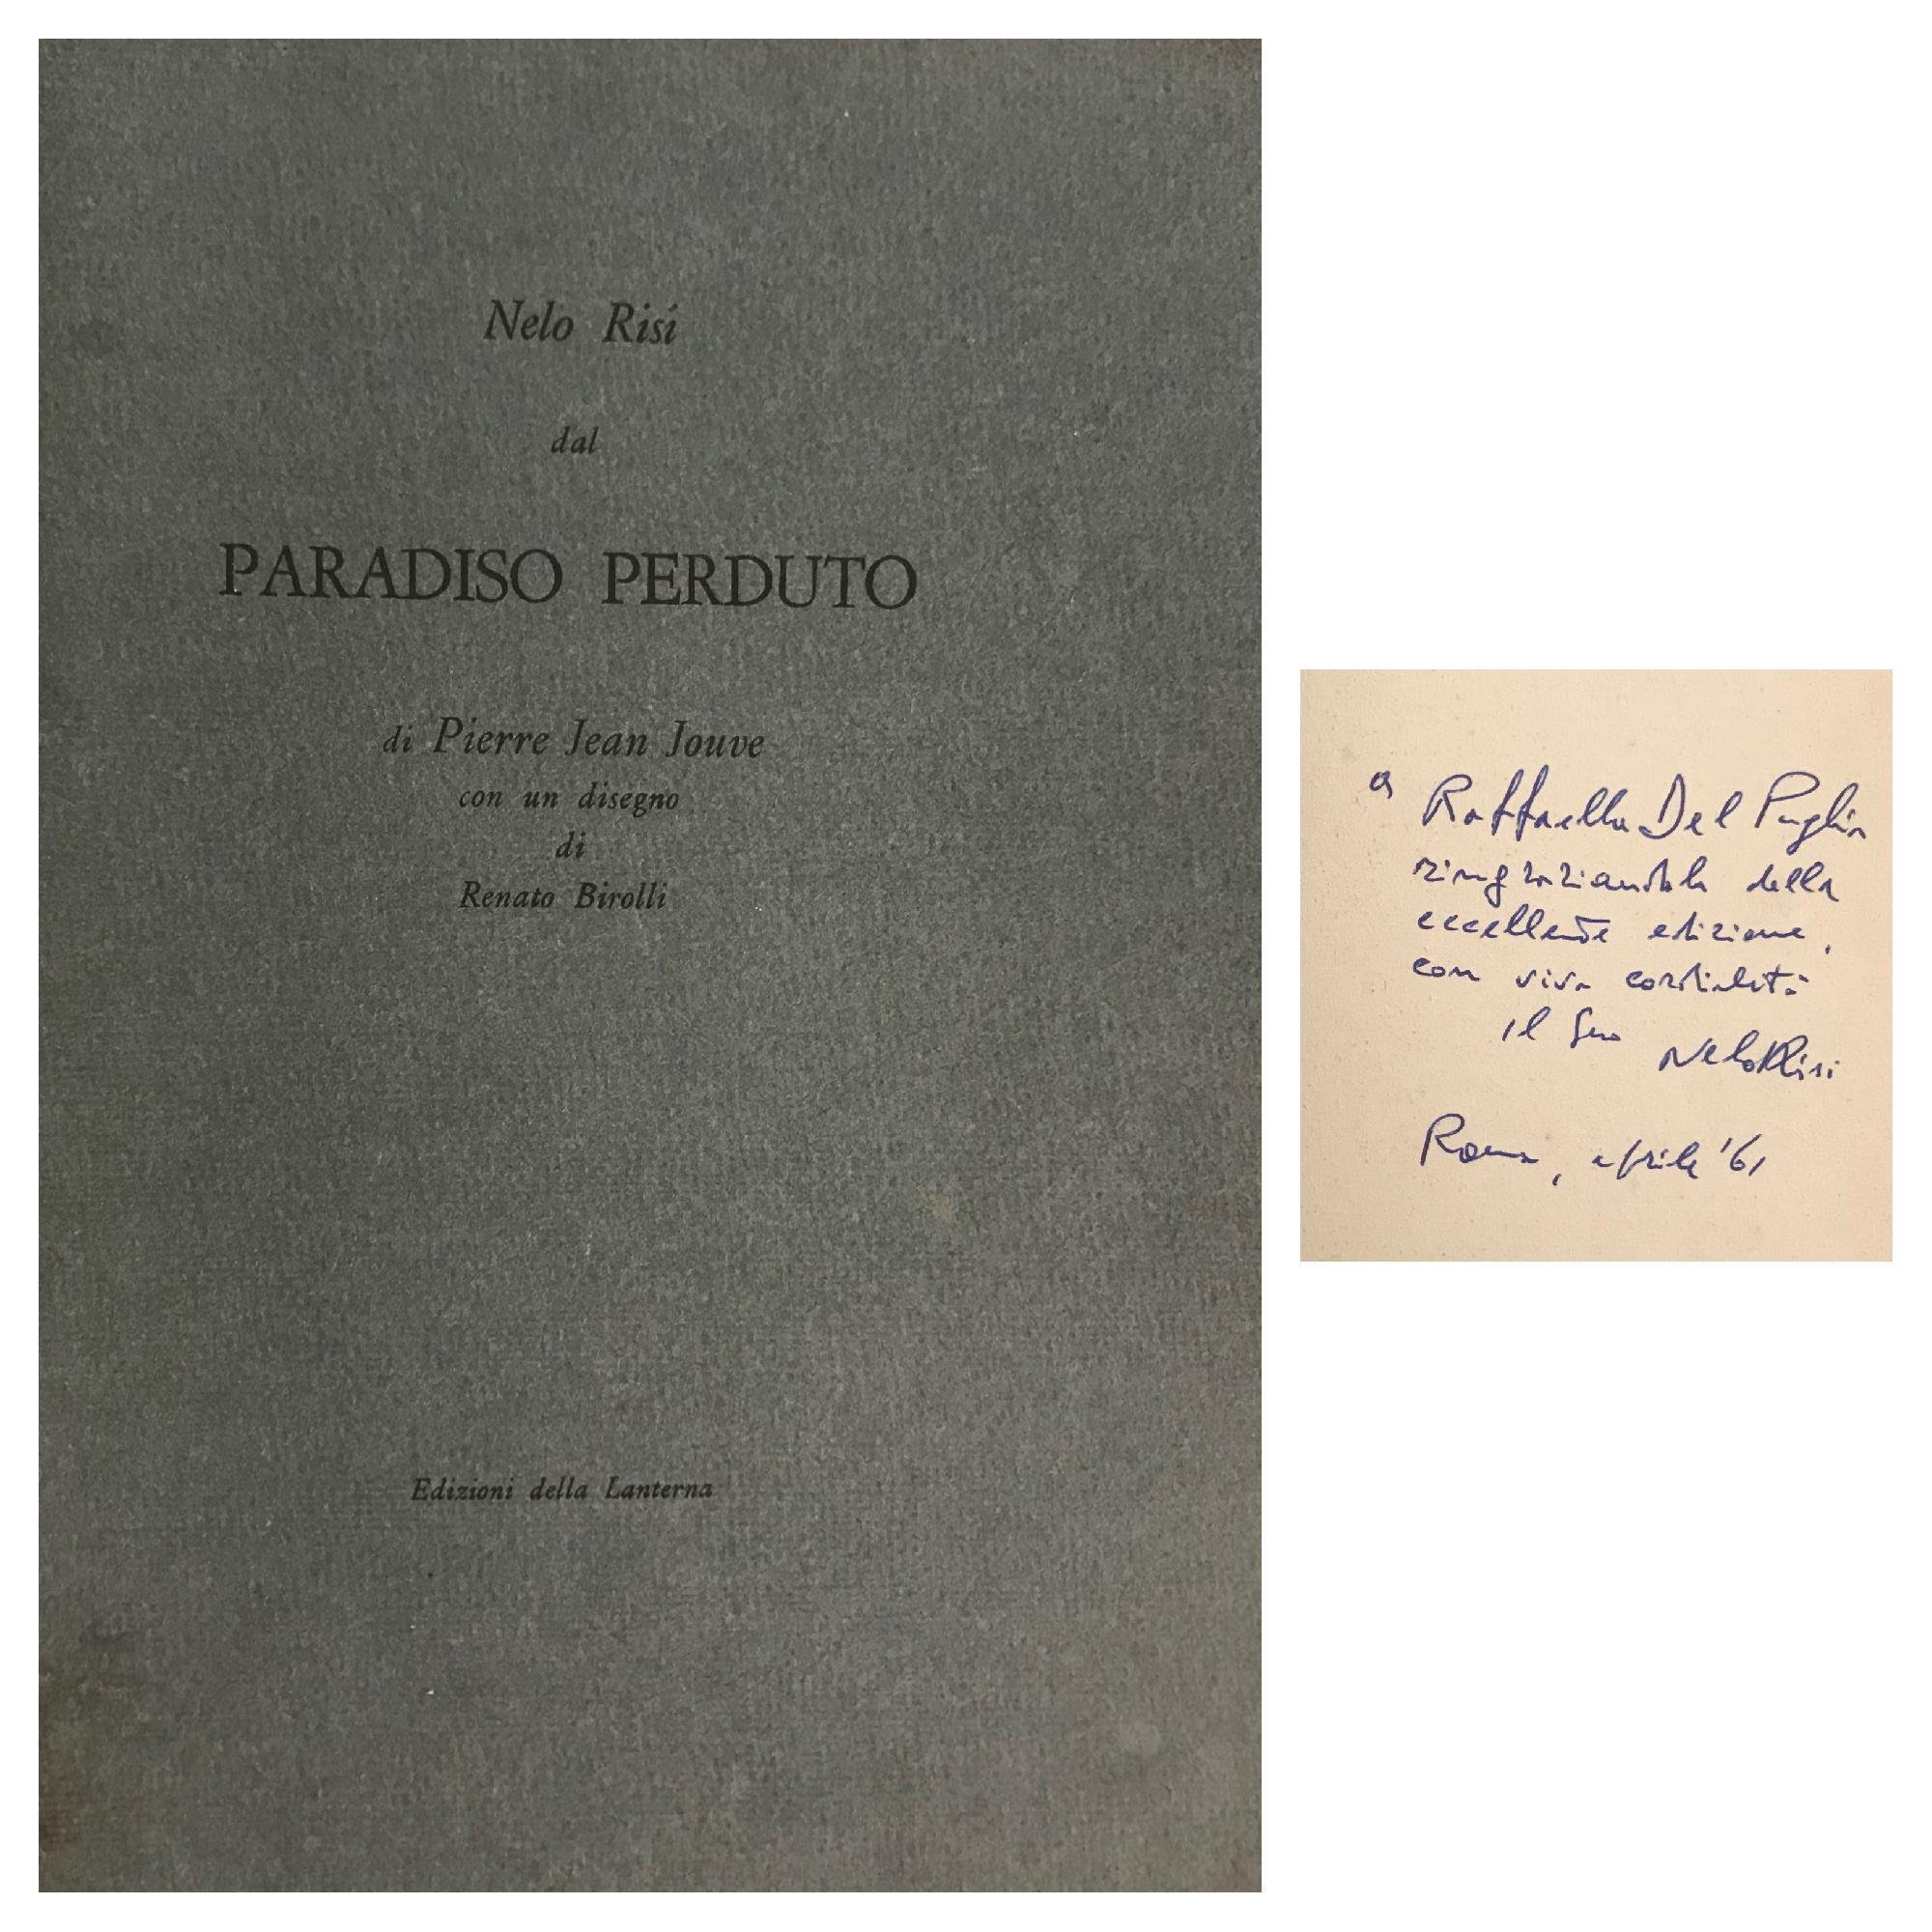 Nelo Risi
dal
PARADISO PERDUTO
di Pierre Jean Jouve
con un disegno
di
Renato Birolli
Edizioni della Lanterna
a Raffaella Del Puglia
ringraziandola della
eccellente edizione,
con viva cordialità
il Suo Nelo Risi
Roma, aprile '61